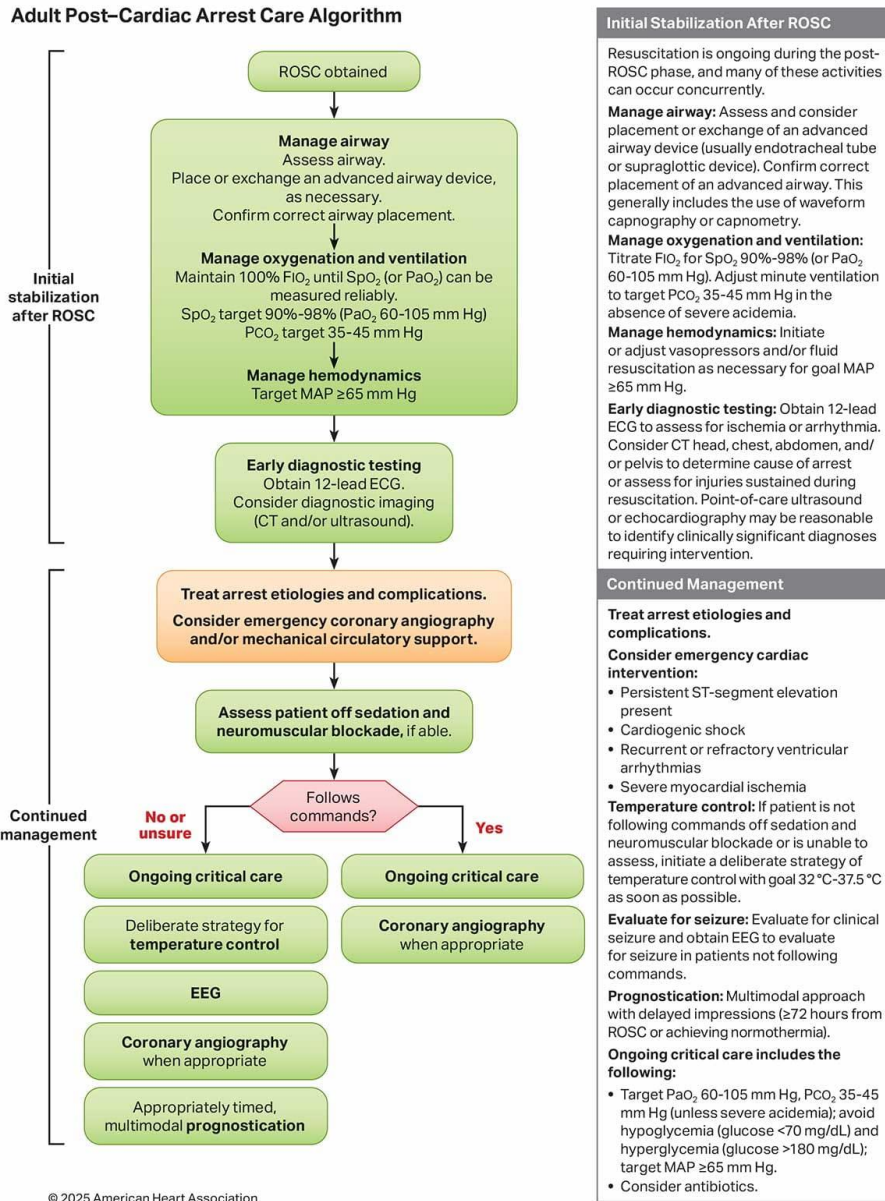 Adult Post–Cardiac Arrest Care Algorithm
Initial
stabilization
after ROSC
ROSC obtained
Manage airway
Assess airway.
Place or exchange an advanced airway device,
as necessary.
Confirm correct airway placement.
Manage oxygenation and ventilation
Maintain 100% FIO₂ until SpO₂ (or PaO₂) can be
measured reliably.
SpO₂ target 90%-98% (PaO₂ 60-105 mm Hg)
PCO₂ target 35-45 mm Hg
Manage hemodynamics
Target MAP ≥65 mm Hg
Early diagnostic testing
Obtain 12-lead ECG.
Consider diagnostic imaging
(CT and/or ultrasound).
Continued
management
Treat arrest etiologies and complications.
Consider emergency coronary angiography
and/or mechanical circulatory support.
Assess patient off sedation and
neuromuscular blockade, if able.
Follows
commands?
No or
unsure
Yes
Ongoing critical care
Deliberate strategy for
temperature control
EEG
Coronary angiography
when appropriate
Appropriately timed,
multimodal prognostication
Ongoing critical care
Coronary angiography
when appropriate
© 2025 American Heart Association
Initial Stabilization After ROSC
Resuscitation is ongoing during the post-
ROSC phase, and many of these activities
can occur concurrently.
Manage airway: Assess and consider
placement or exchange of an advanced
airway device (usually endotracheal tube
or supraglottic device). Confirm correct
placement of an advanced airway. This
generally includes the use of waveform
capnography or capnometry.
Manage oxygenation and ventilation:
Titrate FIO₂ for SpO₂ 90%-98% (or PaO₂
60-105 mm Hg). Adjust minute ventilation
to target PCO₂ 35-45 mm Hg in the
absence of severe acidemia.
Manage hemodynamics: Initiate
or adjust vasopressors and/or fluid
resuscitation as necessary for goal MAP
≥65 mm Hg.
Early diagnostic testing: Obtain 12-lead
ECG to assess for ischemia or arrhythmia.
Consider CT head, chest, abdomen, and/
or pelvis to determine cause of arrest
or assess for injuries sustained during
resuscitation. Point-of-care ultrasound
or echocardiography may be reasonable
to identify clinically significant diagnoses
requiring intervention.
Continued Management
Treat arrest etiologies and
complications.
Consider emergency cardiac
intervention:
• Persistent ST-segment elevation
present
• Cardiogenic shock
• Recurrent or refractory ventricular
arrhythmias
• Severe myocardial ischemia
Temperature control: If patient is not
following commands off sedation and
neuromuscular blockade or is unable to
assess, initiate a deliberate strategy of
temperature control with goal 32 °C-37.5 °C
as soon as possible.
Evaluate for seizure: Evaluate for clinical
seizure and obtain EEG to evaluate
for seizure in patients not following
commands.
Prognostication: Multimodal approach
with delayed impressions (≥72 hours from
ROSC or achieving normothermia).
Ongoing critical care includes the
following:
• Target PaO₂ 60-105 mm Hg, PCO₂ 35-45
mm Hg (unless severe acidemia); avoid
hypoglycemia (glucose <70 mg/dL) and
hyperglycemia (glucose >180 mg/dL);
target MAP ≥65 mm Hg.
• Consider antibiotics.